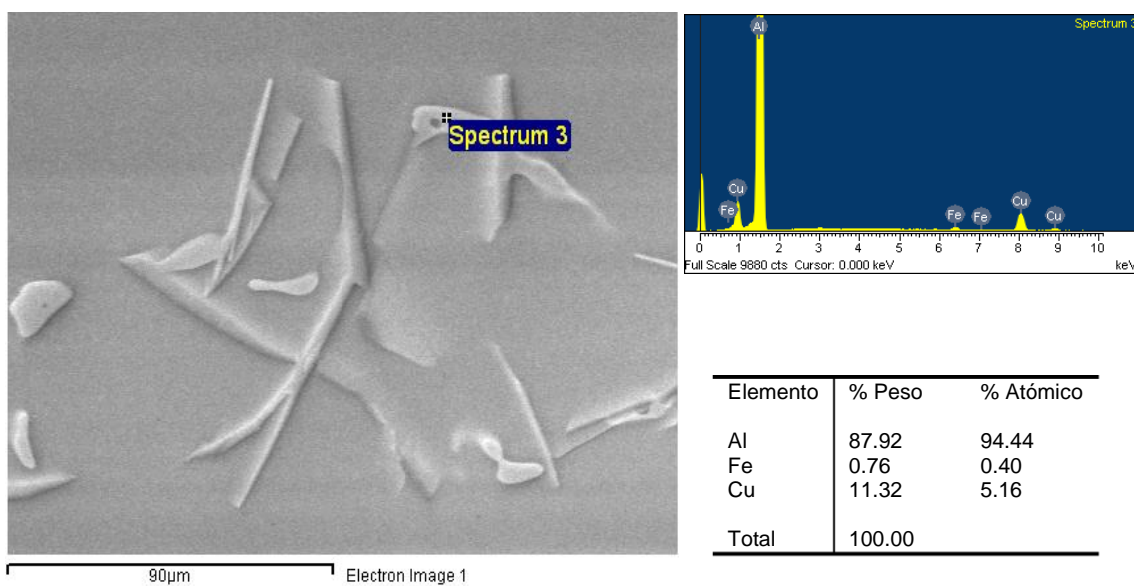 Spectrum 3
90µm
Electron Image 1
Spectrum 3
Al
Cu
Fe
Fe
Fe
Cu
Cu
0 1 2 3 4 5 6 7 8 9 10
Full Scale 9880 cts Cursor: 0.000 keV
keV
Elemento % Peso % Atómico
Al 87.92 94.44
Fe 0.76 0.40
Cu 11.32 5.16
Total 100.00